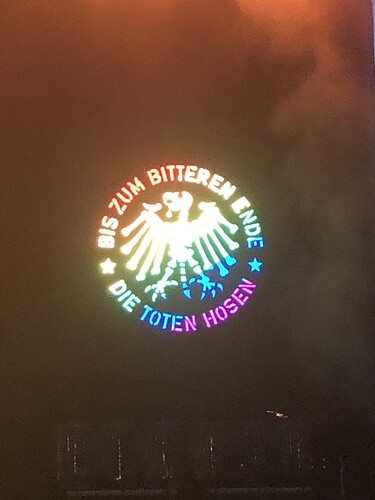 BIS ZUM BITTEREN ENDE
DIE TOTEN HOSEN